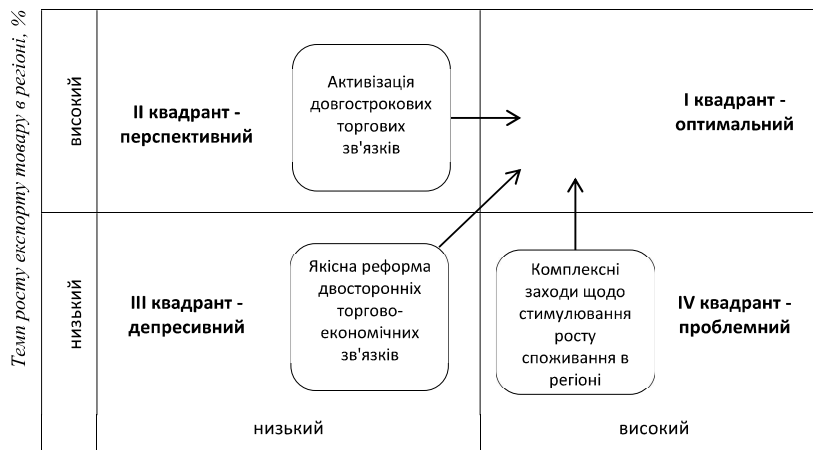 Темп росту експорту товару в регіоні, %
високий
II квадрант -
перспективний
Активізація
довгострокових
торгових
зв'язків
I квадрант -
оптимальний
низький
III квадрант -
депресивний
Якісна реформа
двосторонніх
торгово-
економічних
зв'язків
Комплексні
заходи щодо
стимулювання
росту
споживання в
регіоні
IV квадрант -
проблемний
низький
високий